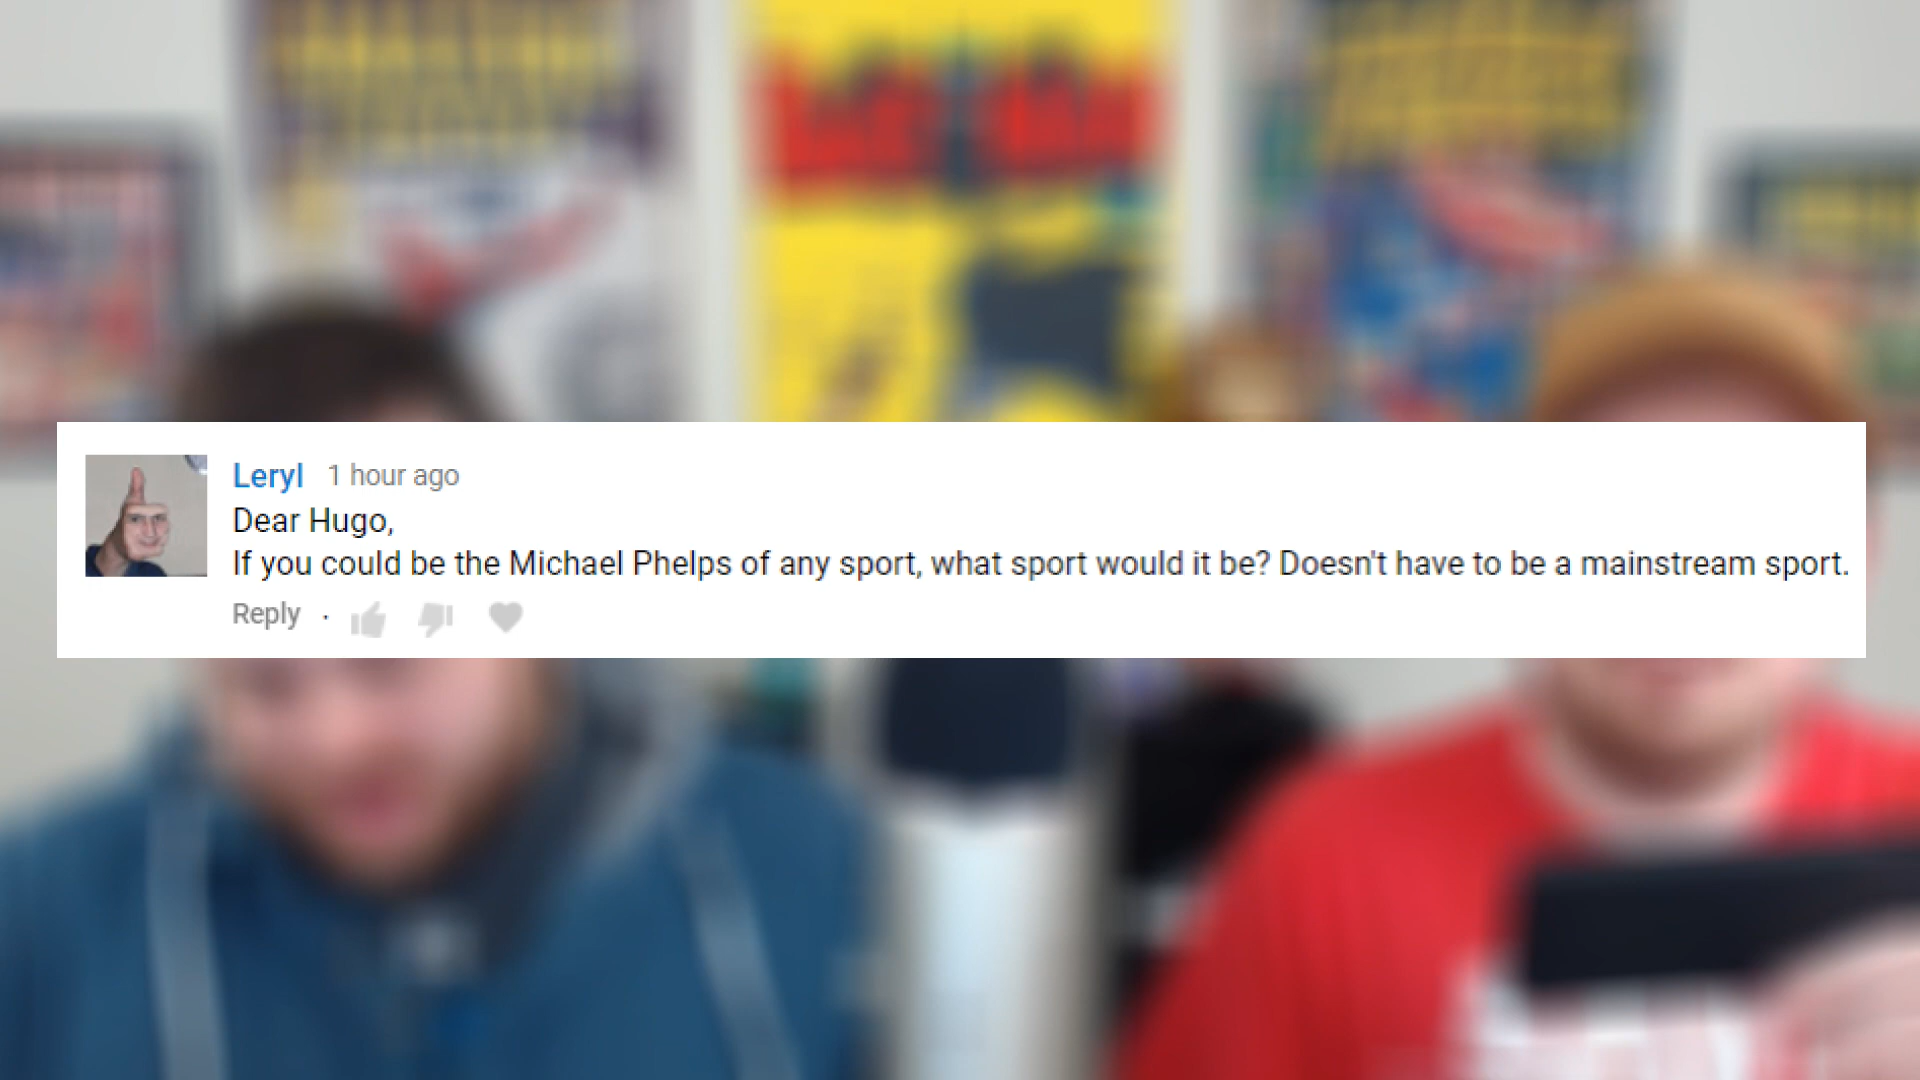 Leryl 1 hour ago
Dear Hugo,
If you could be the Michael Phelps of any sport, what sport would it be? Doesn't have to be a mainstream sport.
Reply ·